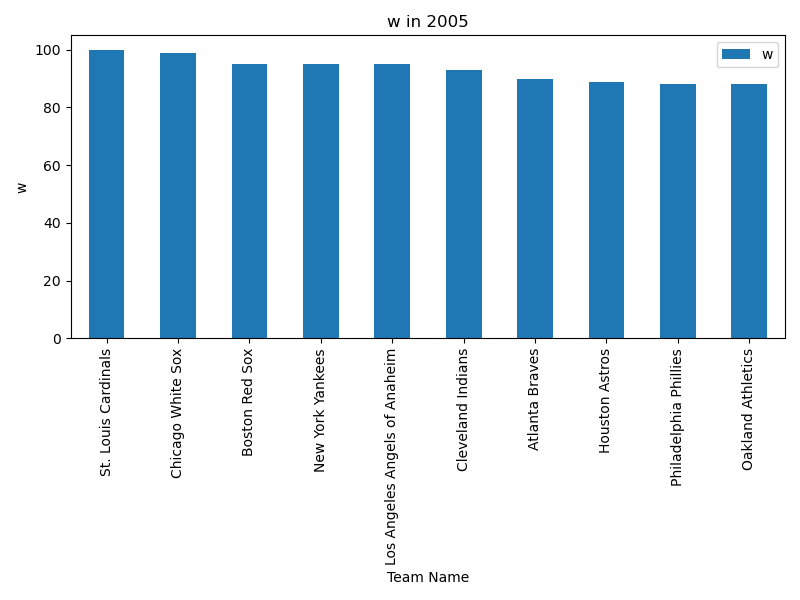 w in 2005
w
w
100
80
60
40
20
0
St. Louis Cardinals
Chicago White Sox
Boston Red Sox
New York Yankees
Los Angeles Angels of Anaheim
Cleveland Indians
Atlanta Braves
Houston Astros
Philadelphia Phillies
Oakland Athletics
Team Name